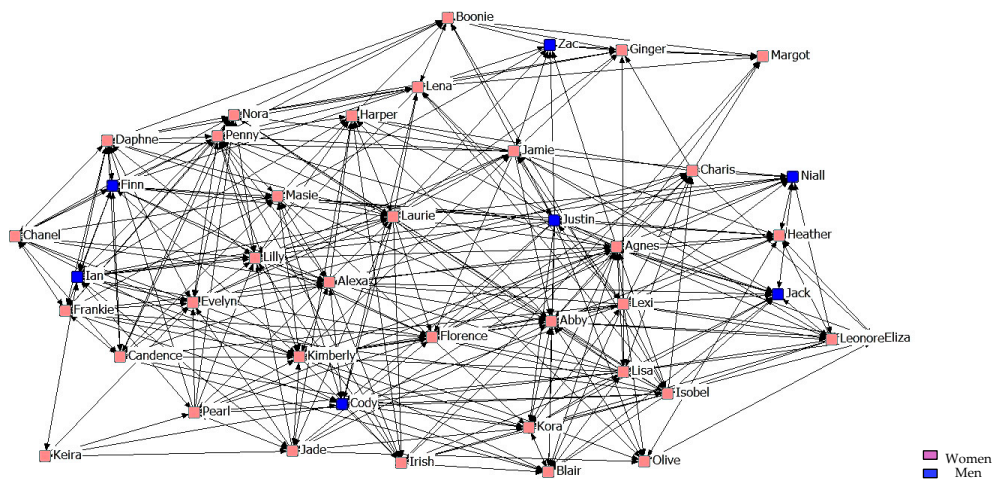 Boonie
Zac
Ginger
Margot
Lena
Nora
Harper
Daphne
Penny
Jamie
Charis
Niall
Finn
Masie
Laurie
Justin
Chanel
Heather
Agnes
Lilly
Ian
Alexa
Jack
Frankie
Evelyn
Lexi
Abby
Florence
LeonoreEliza
Candence
Kimberly
Lisa
Isobel
Cody
Pearl
Kora
Keira
Jade
Irish
Blair
Olive
Women
Men